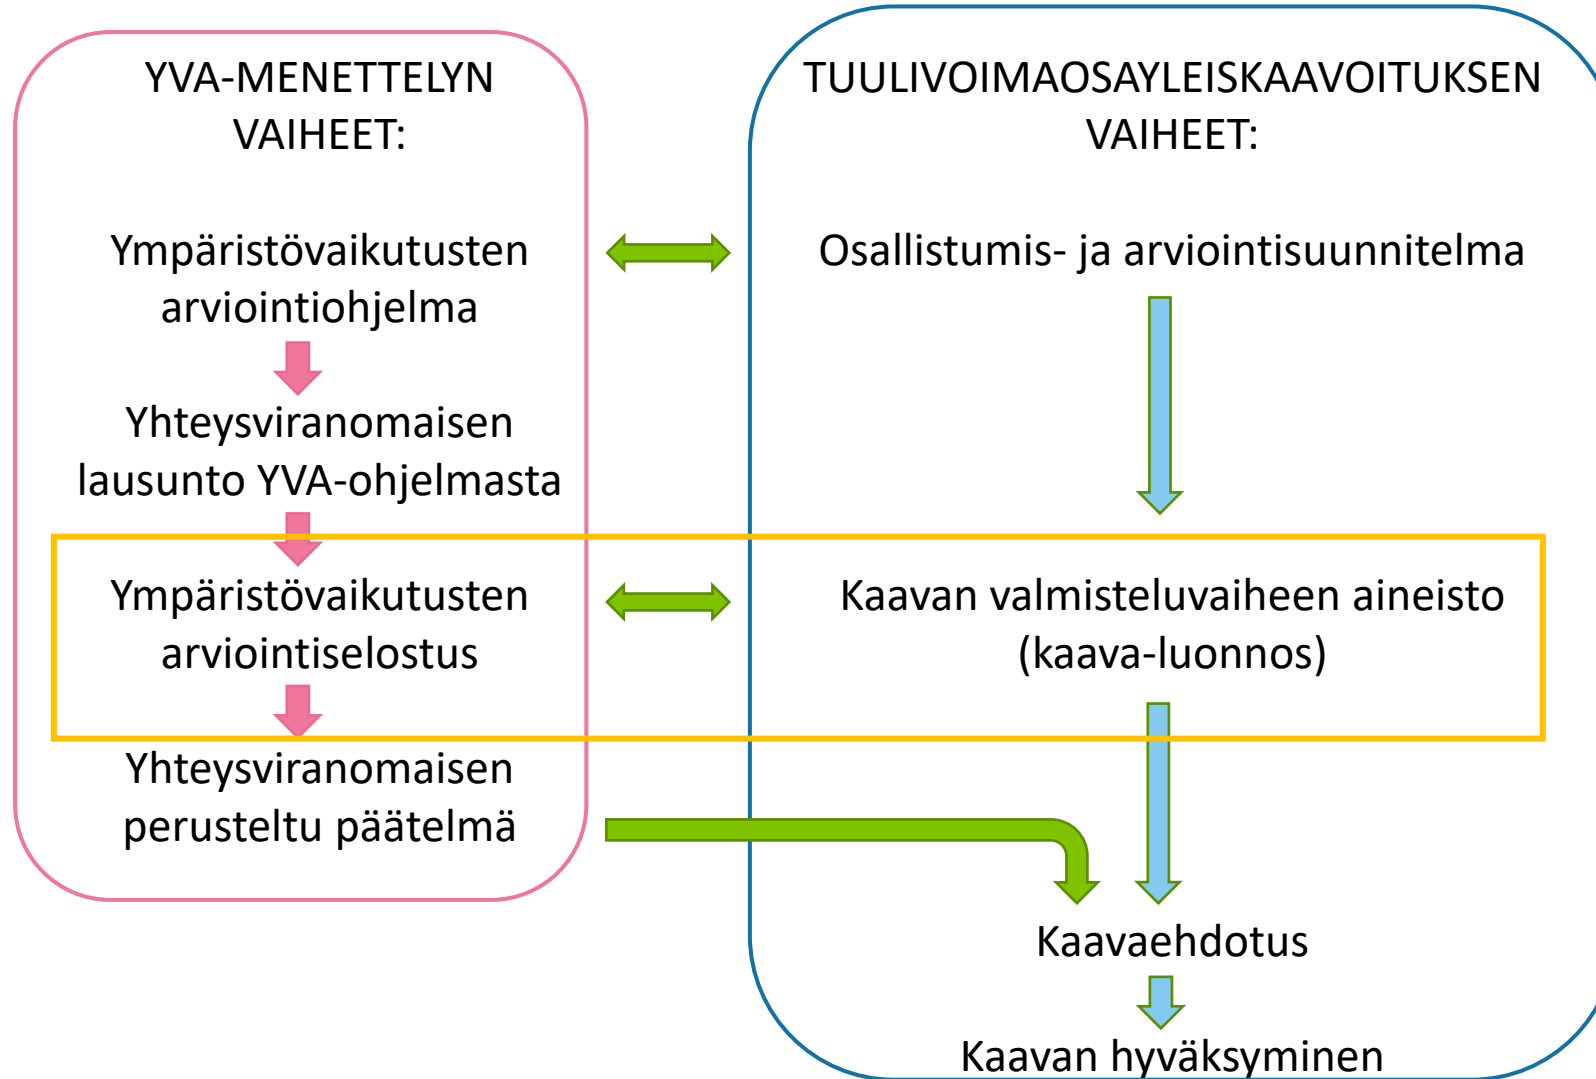 YVA-MENETTELYN
VAIHEET:
Ympäristövaikutusten
arviointiohjelma
Yhteysviranomaisen
lausunto YVA-ohjelmasta
Ympäristövaikutusten
arviointiselostus
Yhteysviranomaisen
perusteltu päätelmä
TUULIVOIMAOSAYLEISKAAVOITUKSEN
VAIHEET:
Osallistumis- ja arviointisuunnitelma
Kaavan valmisteluvaiheen aineisto
(kaava-luonnos)
Kaavaehdotus
Kaavan hyväksyminen